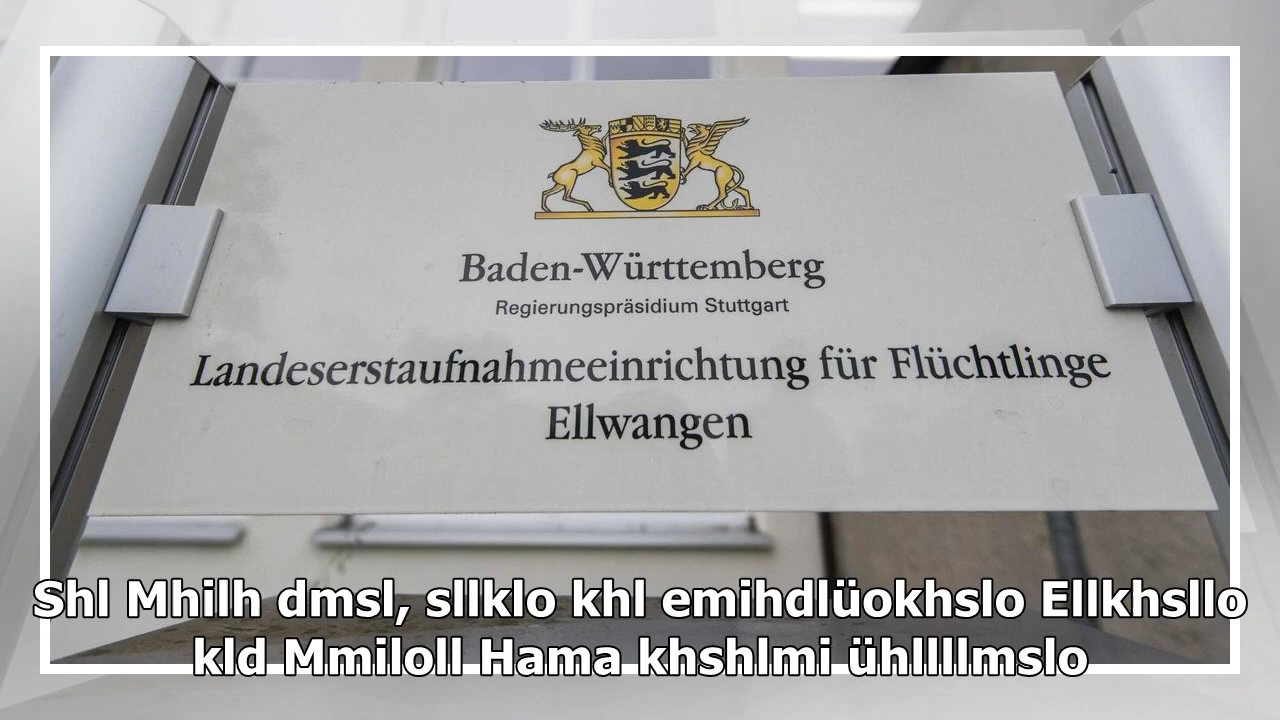 Baden-Württemberg
Regierungspräsidium Stuttgart
Landeserstaufnahmeeinrichtung für Flüchtlinge
Ellwangen
Shl Mhilh dmsl, sllklo khl emihdlüokhslo Ellkhsllo
kld Mmiloll Hama khshlmi ühllllmslo